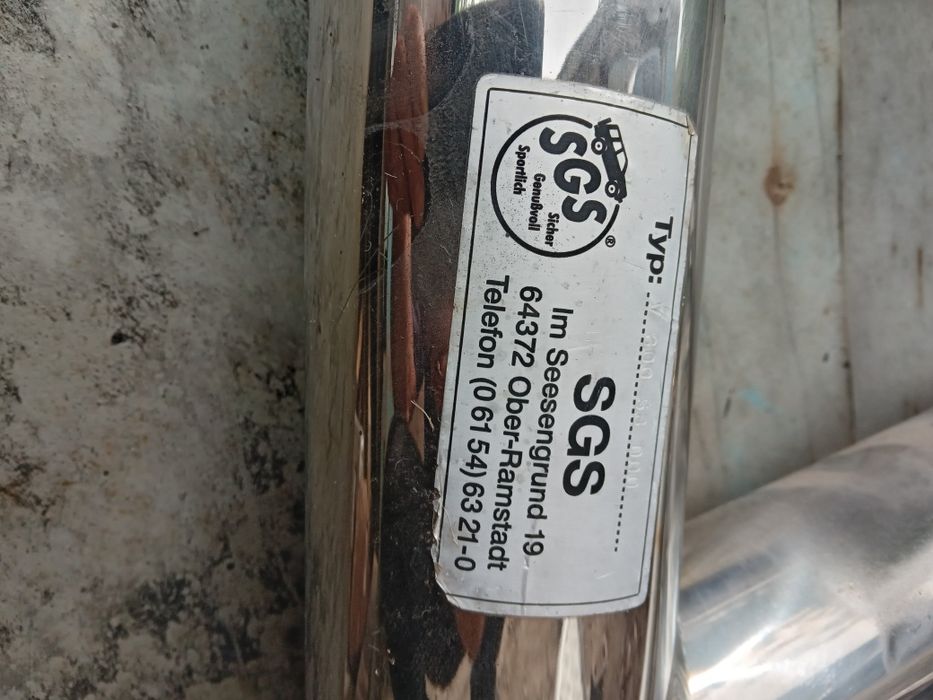 Typ:
SGS
®
Sicher
Genußvoll
Sportlich
SGS
Im Seesengrund 19
64372 Ober-Ramstadt
Telefon (0 61 54) 63 21-0